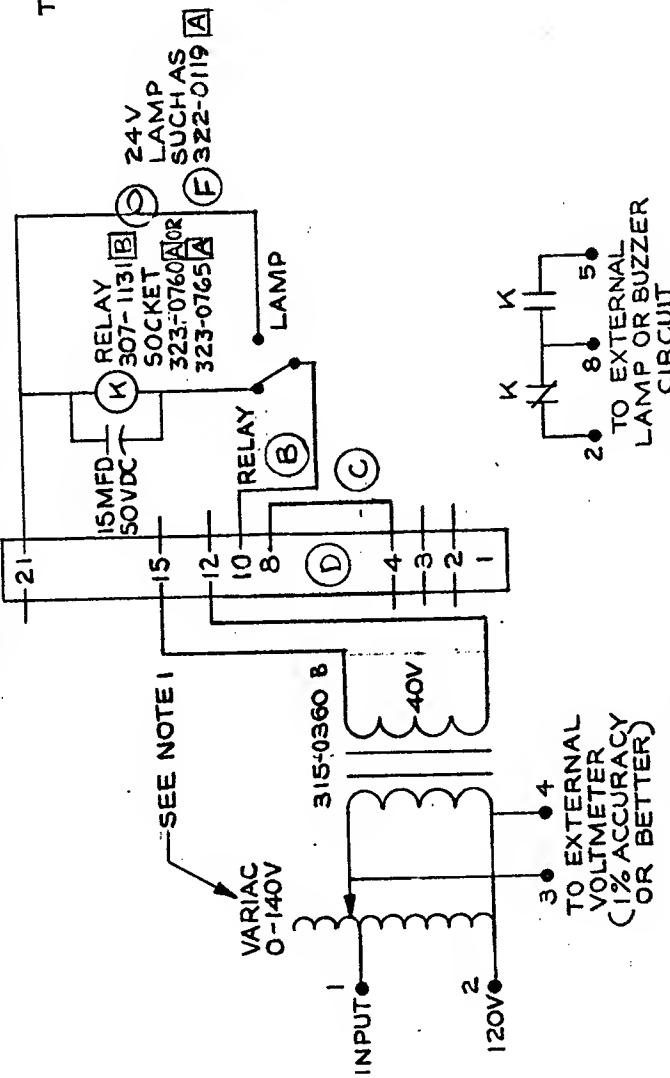 T
SEE NOTE 1
VARIAC
0-140V
INPUT
1
2
120V
3
4
TO EXTERNAL
VOLTMETER
(1% ACCURACY
OR BETTER)
315-0360 B
40V
21
15
12
10
8
4
3
2
1
D
C
B
RELAY
15MFD
50VDC
K
RELAY
307-1131 B
SOCKET
323-0760 A OR
323-0765 A
LAMP
24V
LAMP
SUCH AS
F 322-0119 A
K
K
2
8
5
TO EXTERNAL
LAMP OR BUZZER
CIRCUIT